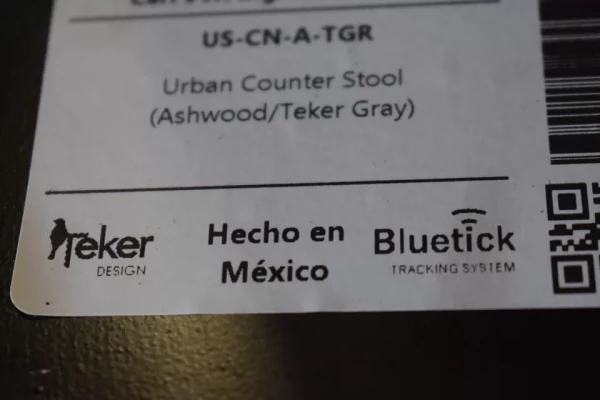 US-CN-A-TGR
Urban Counter Stool
(Ashwood/Teker Gray)
Teker
DESIGN
Hecho en
México
Bluetick
TRACKING SYSTEM